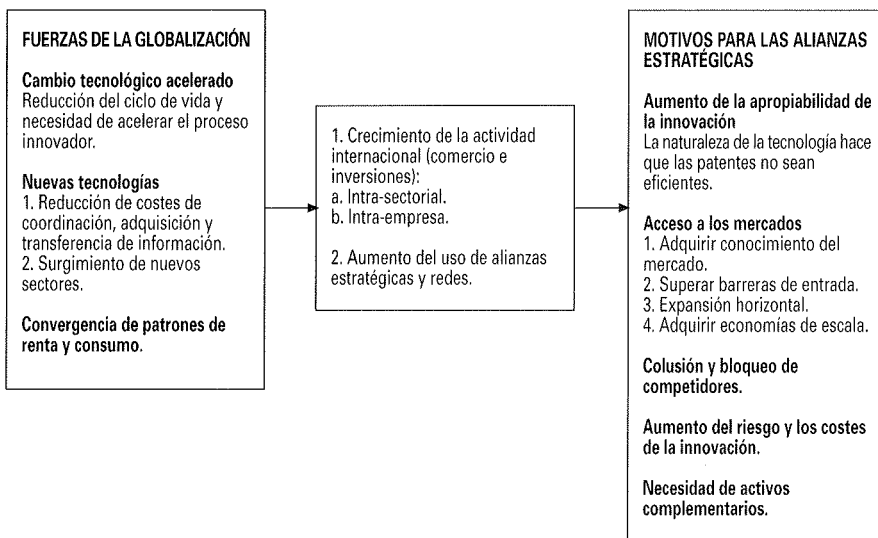 FUERZAS DE LA GLOBALIZACIÓN
Cambio tecnológico acelerado
Reducción del ciclo de vida y
necesidad de acelerar el proceso
innovador.
Nuevas tecnologías
1. Reducción de costes de
coordinación, adquisición y
transferencia de información.
2. Surgimiento de nuevos
sectores.
Convergencia de patrones de
renta y consumo.
1. Crecimiento de la actividad
internacional (comercio e
inversiones):
a. Intra-sectorial.
b. Intra-empresa.
2. Aumento del uso de alianzas
estratégicas y redes.
MOTIVOS PARA LAS ALIANZAS
ESTRATÉGICAS
Aumento de la apropiabilidad de
la innovación
La naturaleza de la tecnología hace
que las patentes no sean
eficientes.
Acceso a los mercados
1. Adquirir conocimiento del
mercado.
2. Superar barreras de entrada.
3. Expansión horizontal.
4. Adquirir economías de escala.
Colusión y bloqueo de
competidores.
Aumento del riesgo y los costes
de la innovación.
Necesidad de activos
complementarios.